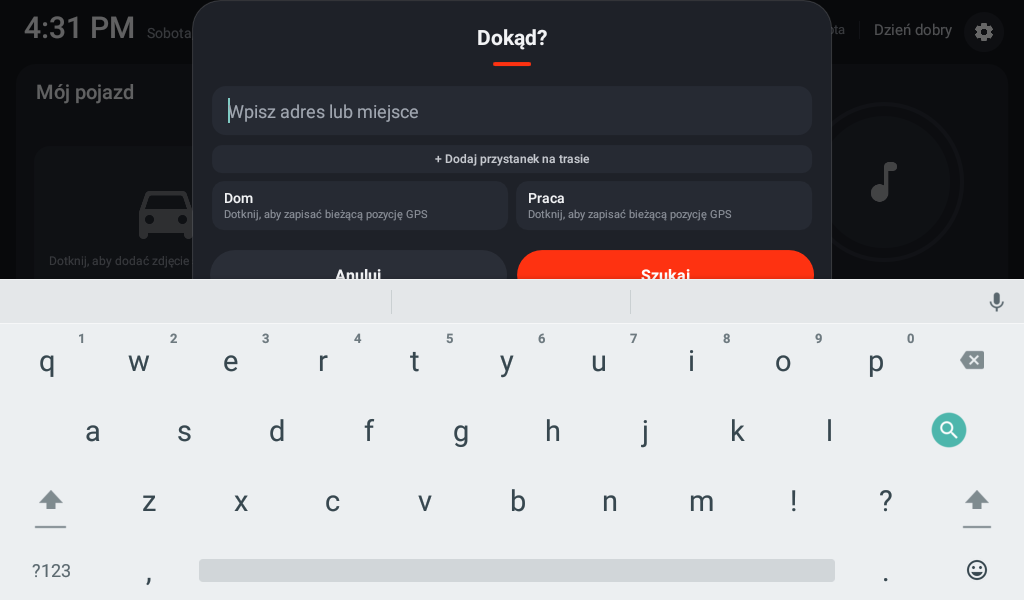 4:31 PM Sobota
Dzień dobry
Mój pojazd
Dotknij, aby dodać zdjęcie
Dokąd?
Wpisz adres lub miejsce
+ Dodaj przystanek na trasie
Dom
Dotknij, aby zapisać bieżącą pozycję GPS
Praca
Dotknij, aby zapisać bieżącą pozycję GPS
Anuluj
Szukaj
1 2 3 4 5 6 7 8 9 0
q w e r t y u i o p
a s d f g h j k l
z x c v b n m ! ?
?123 , .